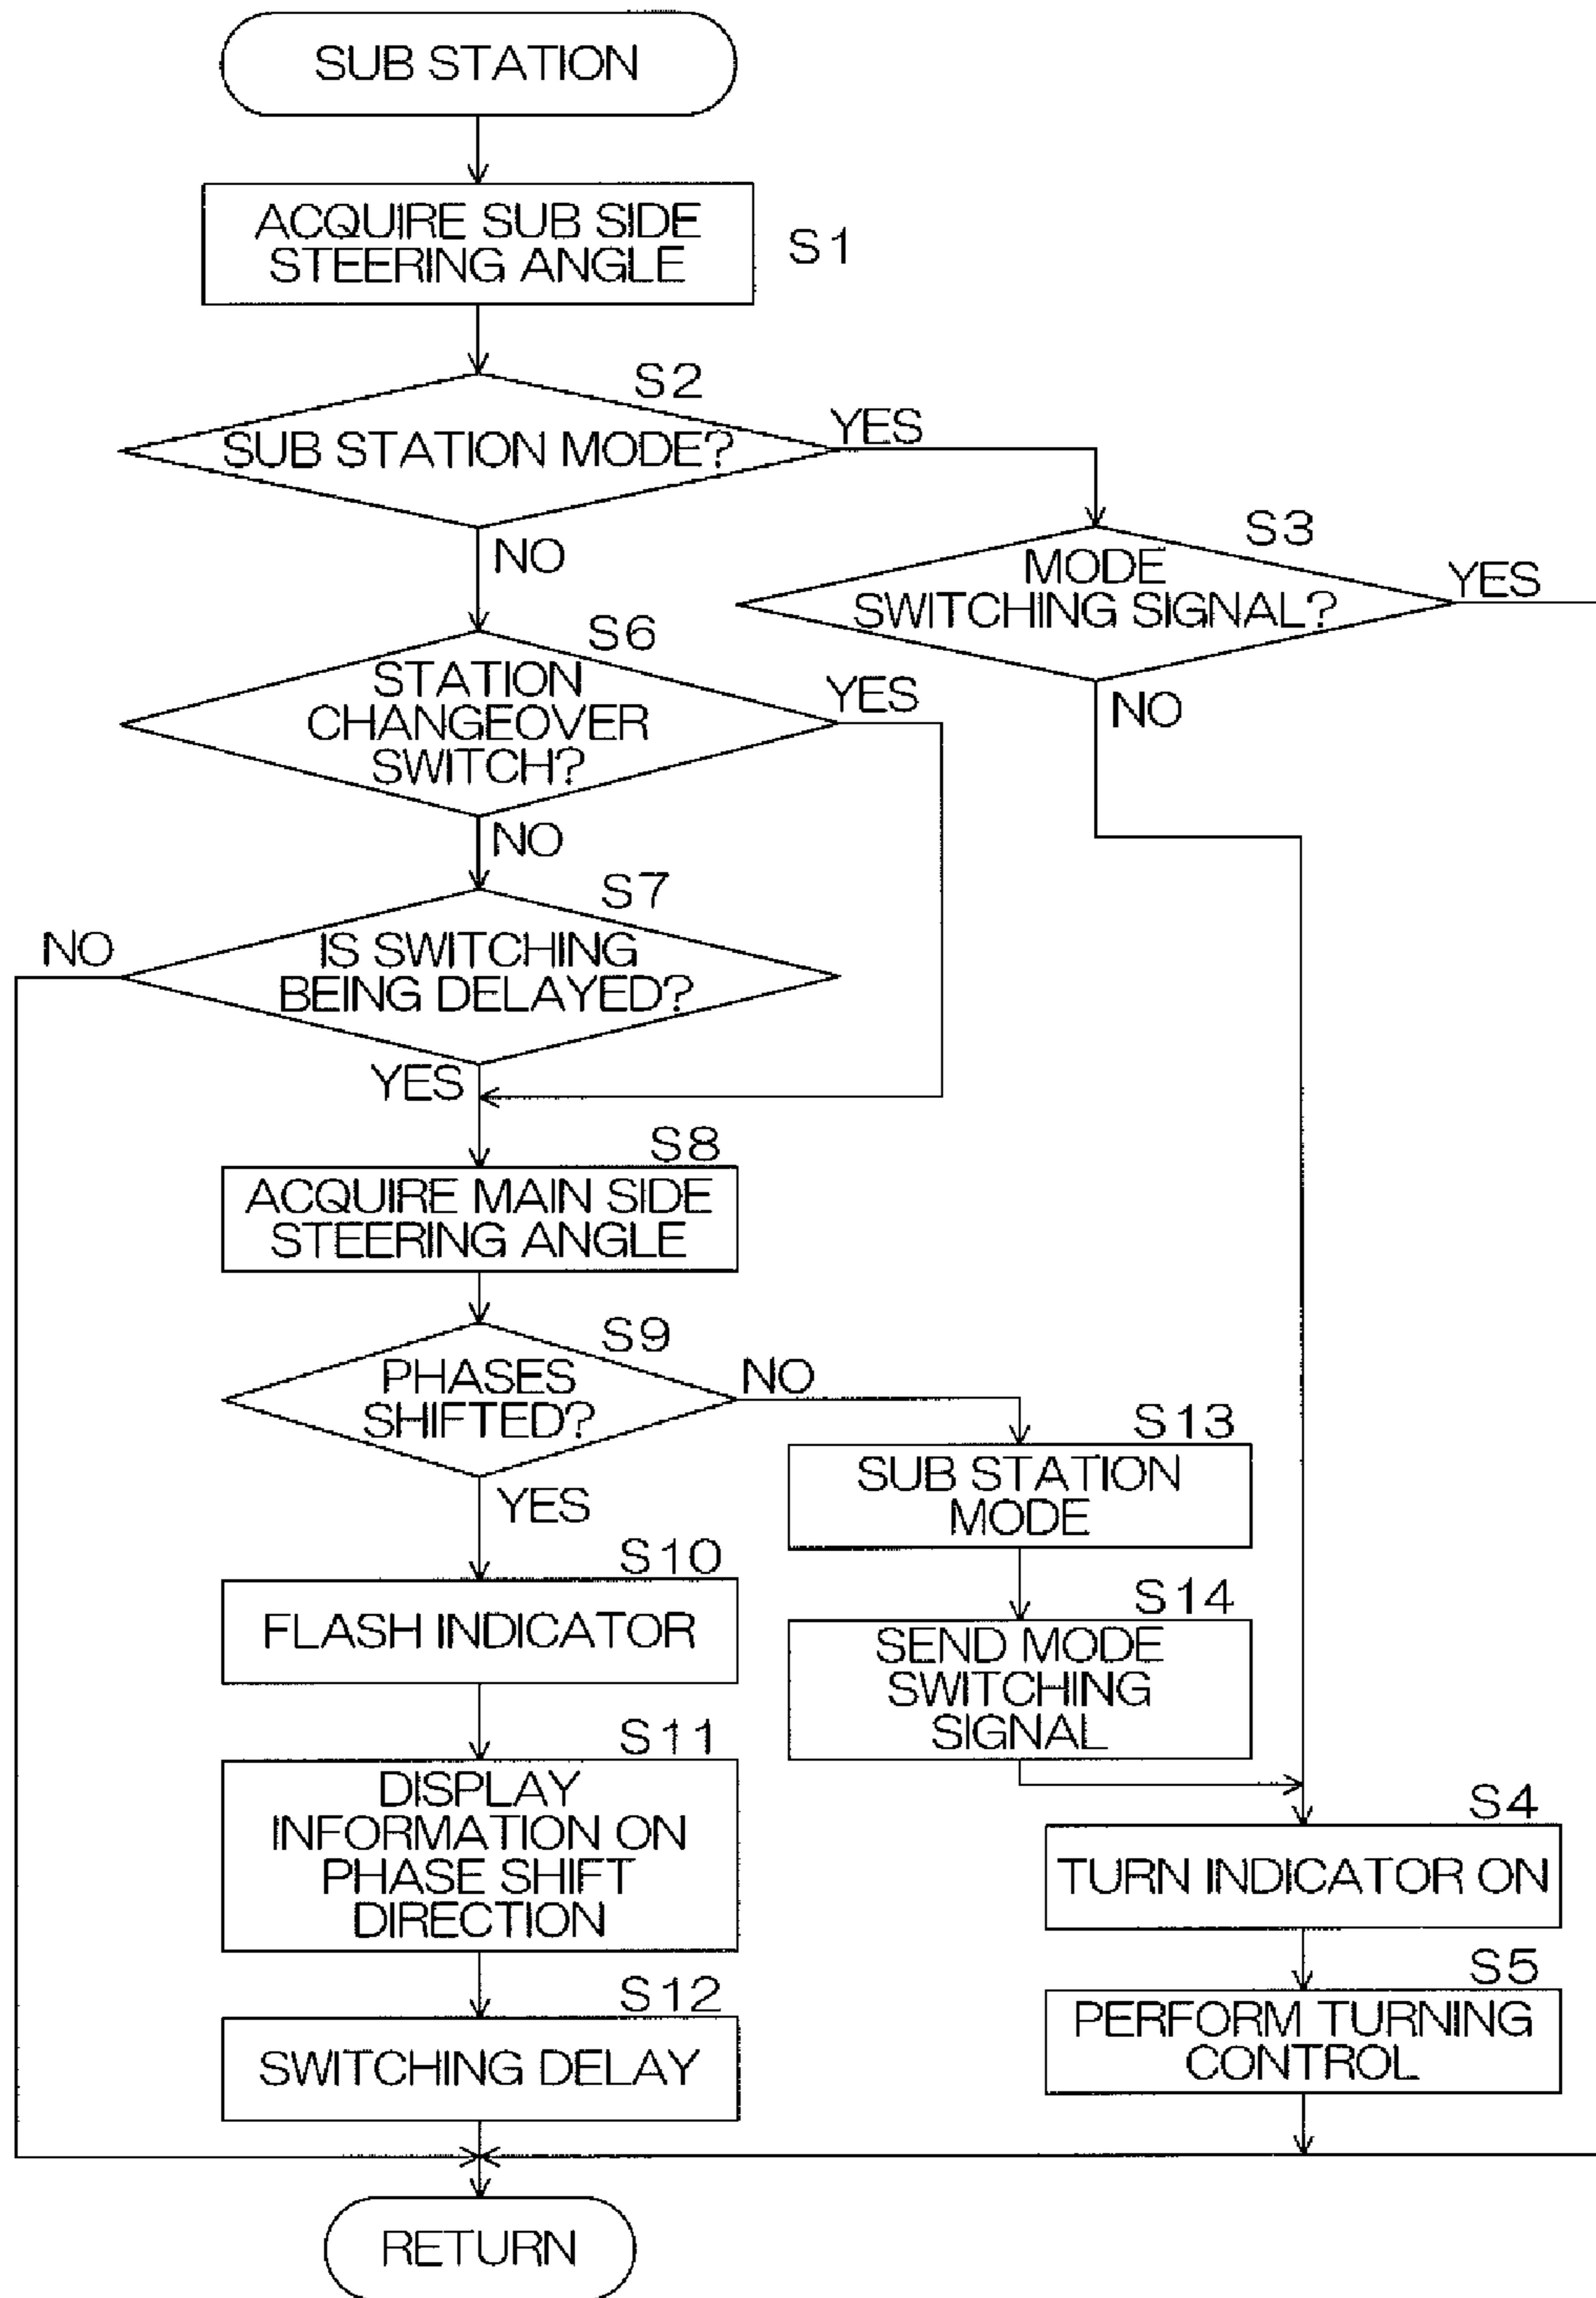 SUB STATION
ACQUIRE SUB SIDE
STEERING ANGLE
S1
S2
SUB STATION MODE?
YES
NO
S3
MODE
SWITCHING SIGNAL?
YES
NO
S6
STATION
CHANGEOVER
SWITCH?
YES
NO
S7
IS SWITCHING
BEING DELAYED?
NO
YES
S8
ACQUIRE MAIN SIDE
STEERING ANGLE
S9
PHASES
SHIFTED?
NO
YES
S13
SUB STATION
MODE
S10
FLASH INDICATOR
S14
SEND MODE
SWITCHING
SIGNAL
S11
DISPLAY
INFORMATION ON
PHASE SHIFT
DIRECTION
S4
TURN INDICATOR ON
S12
SWITCHING DELAY
S5
PERFORM TURNING
CONTROL
RETURN